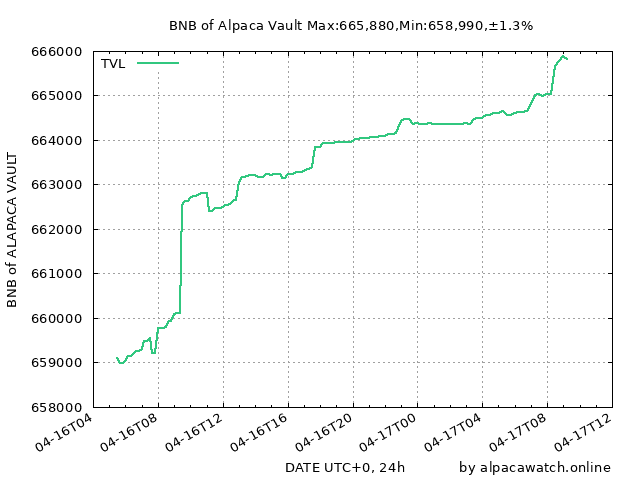 BNB of Alpaca Vault Max:665,880,Min:658,990,±1.3%
TVL
666000
665000
664000
663000
662000
661000
660000
659000
658000
BNB of ALAPACA VAULT
04-16T04
04-16T08
04-16T12
04-16T16
04-16T20
04-17T00
04-17T04
04-17T08
04-17T12
DATE UTC+0, 24h
by alpacawatch.online